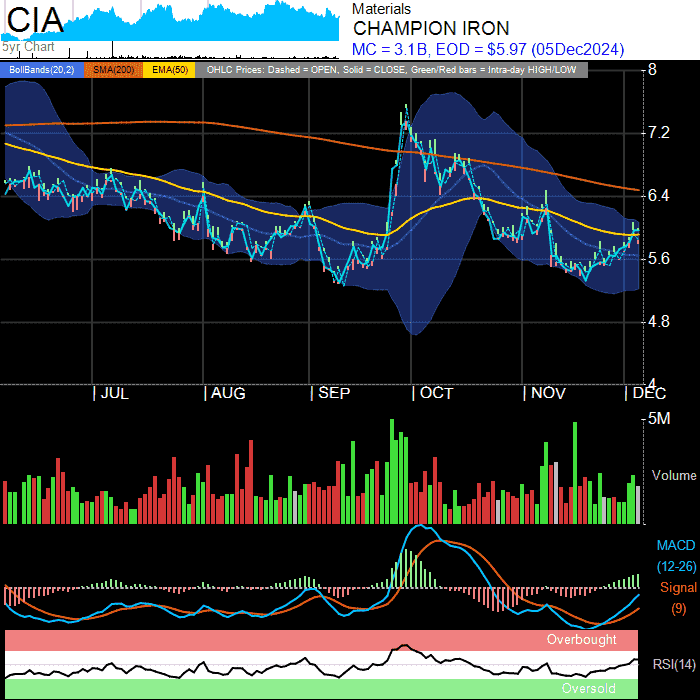 CIA
5yr Chart
Materials
CHAMPION IRON
MC = 3.1B, EOD = $5.97 (05Dec2024)
BollBands(20,2) SMA(200) EMA(50) OHLC Prices: Dashed = OPEN, Solid = CLOSE, Green/Red bars = Intra-day HIGH/LOW
8
7.2
6.4
5.6
4.8
4
| JUL | AUG | SEP | OCT | NOV | DEC
5M
Volume
MACD
(12-26)
Signal
(9)
Overbought
RSI(14)
Oversold